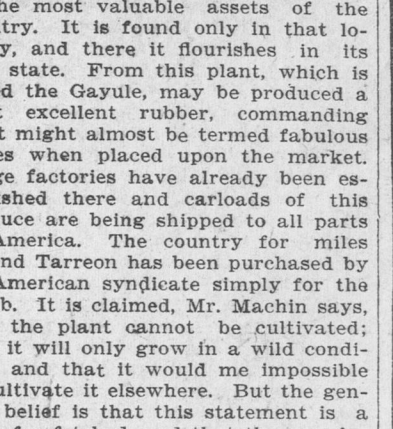 he most valuable assets of the
try. It is found only in that lo-
y, and there it flourishes in its
state. From this plant, which is
d the Gayule, may be produced a
t excellent rubber, commanding
t might almost be termed fabulous
es when placed upon the market.
ge factories have already been es-
ished there and carloads of this
uce are being shipped to all parts
America. The country for miles
nd Tarreon has been purchased by
American syndicate simply for the
b. It is claimed, Mr. Machin says,
the plant cannot be cultivated;
it will only grow in a wild condi-
and that it would me impossible
ultivate it elsewhere. But the gen-
belief is that this statement is a